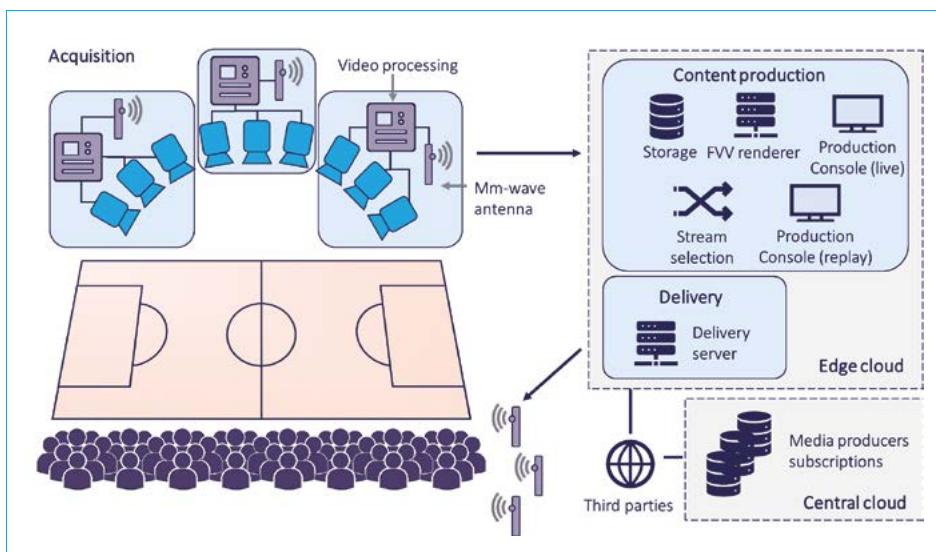 Acquisition
Video processing
Mm-wave
antenna
Content production
Storage
FVV renderer
Production
Console (live)
Stream
selection
Production
Console (replay)
Delivery
Delivery
server
Edge cloud
Third parties
Media producers
subscriptions
Central cloud